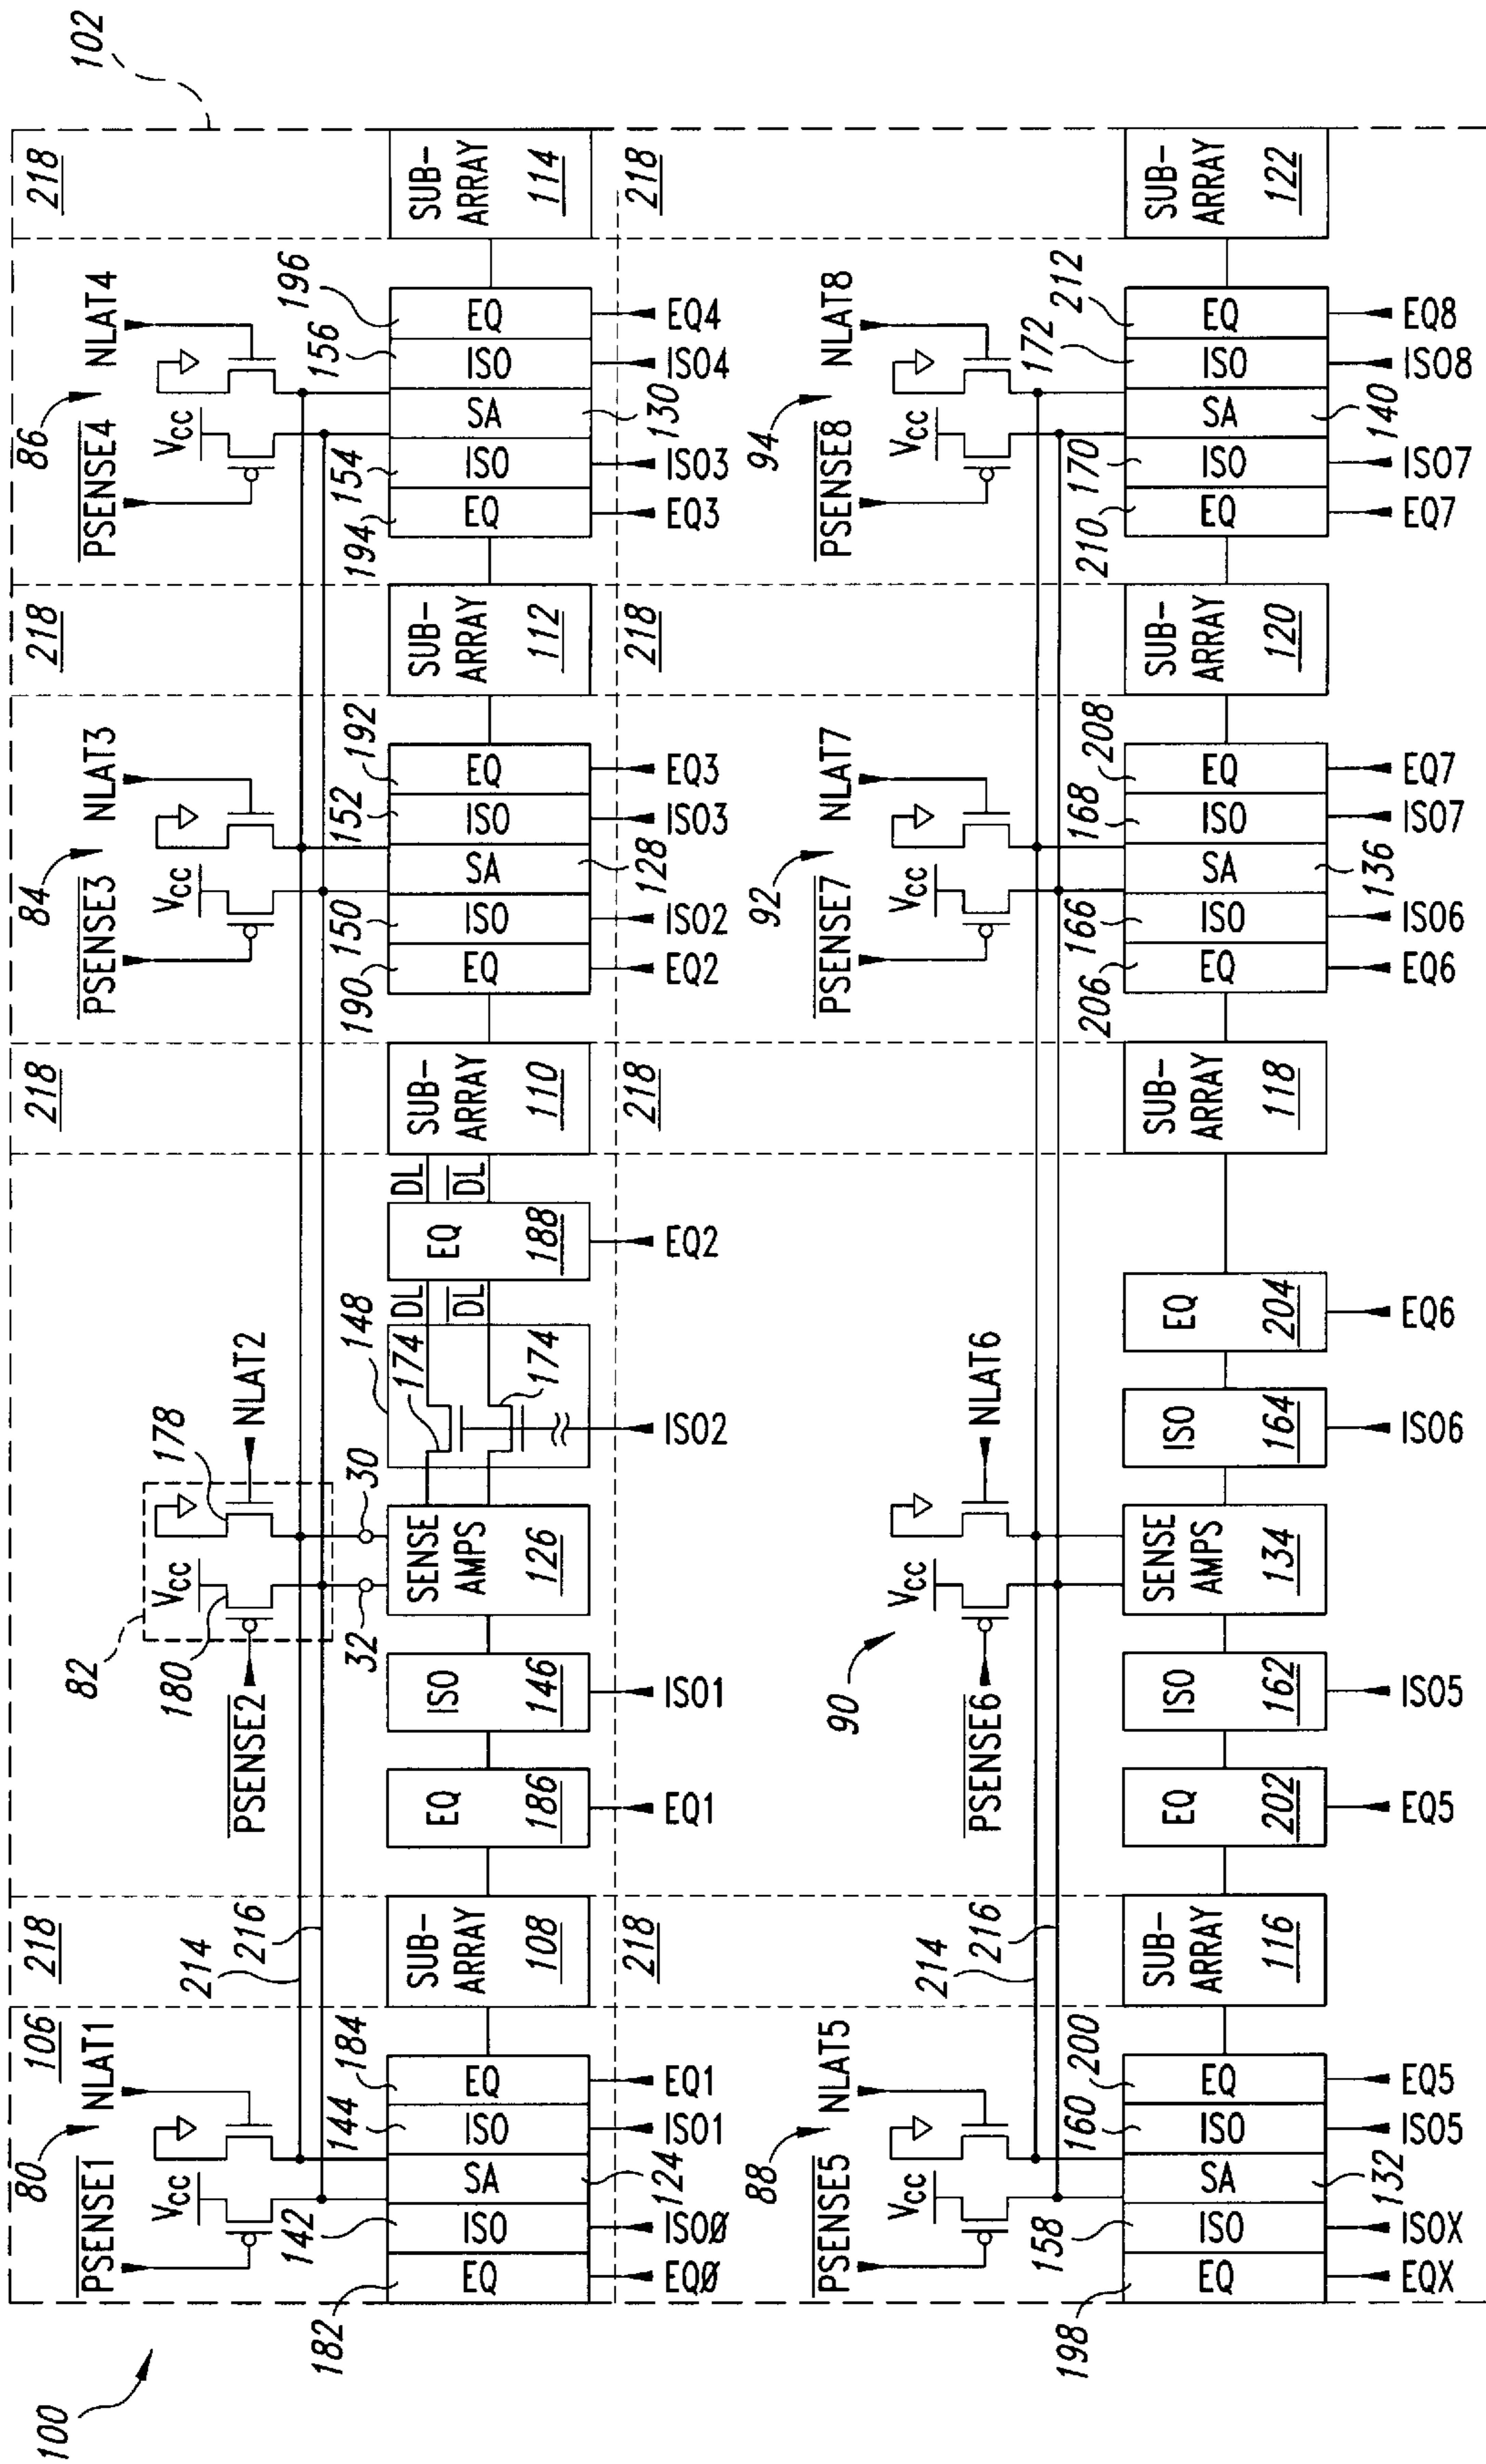 100
102
106
218
218
218
218
80
PSENSE1
NLAT1
Vcc
82
180
178
PSENSE2
NLAT2
Vcc
84
PSENSE3
NLAT3
Vcc
86
PSENSE4
NLAT4
Vcc
214
216
32
30
182
142
144
184
EQ
ISO
SA
ISO
EQ
124
EQØ
ISOØ
ISO1
EQ1
SUB-
ARRAY
108
EQ
186
EQ1
ISO
146
ISO1
SENSE
AMPS
126
148
174
174
ISO2
DL
DL
EQ
188
EQ2
DL
DL
SUB-
ARRAY
110
190
150
152
192
EQ
ISO
SA
ISO
EQ
128
EQ2
ISO2
ISO3
EQ3
SUB-
ARRAY
112
194
154
156
196
EQ
ISO
SA
ISO
EQ
130
EQ3
ISO3
ISO4
EQ4
SUB-
ARRAY
114
218
218
218
218
88
PSENSE5
NLAT5
Vcc
90
PSENSE6
NLAT6
Vcc
92
PSENSE7
NLAT7
Vcc
94
PSENSE8
NLAT8
Vcc
214
216
198
158
160
200
EQ
ISO
SA
ISO
EQ
132
EQX
ISOX
ISO5
EQ5
SUB-
ARRAY
116
EQ
202
EQ5
ISO
162
ISO5
SENSE
AMPS
134
ISO
164
ISO6
EQ
204
EQ6
SUB-
ARRAY
118
206
166
168
208
EQ
ISO
SA
ISO
EQ
136
EQ6
ISO6
ISO7
EQ7
SUB-
ARRAY
120
210
170
172
212
EQ
ISO
SA
ISO
EQ
140
EQ7
ISO7
ISO8
EQ8
SUB-
ARRAY
122